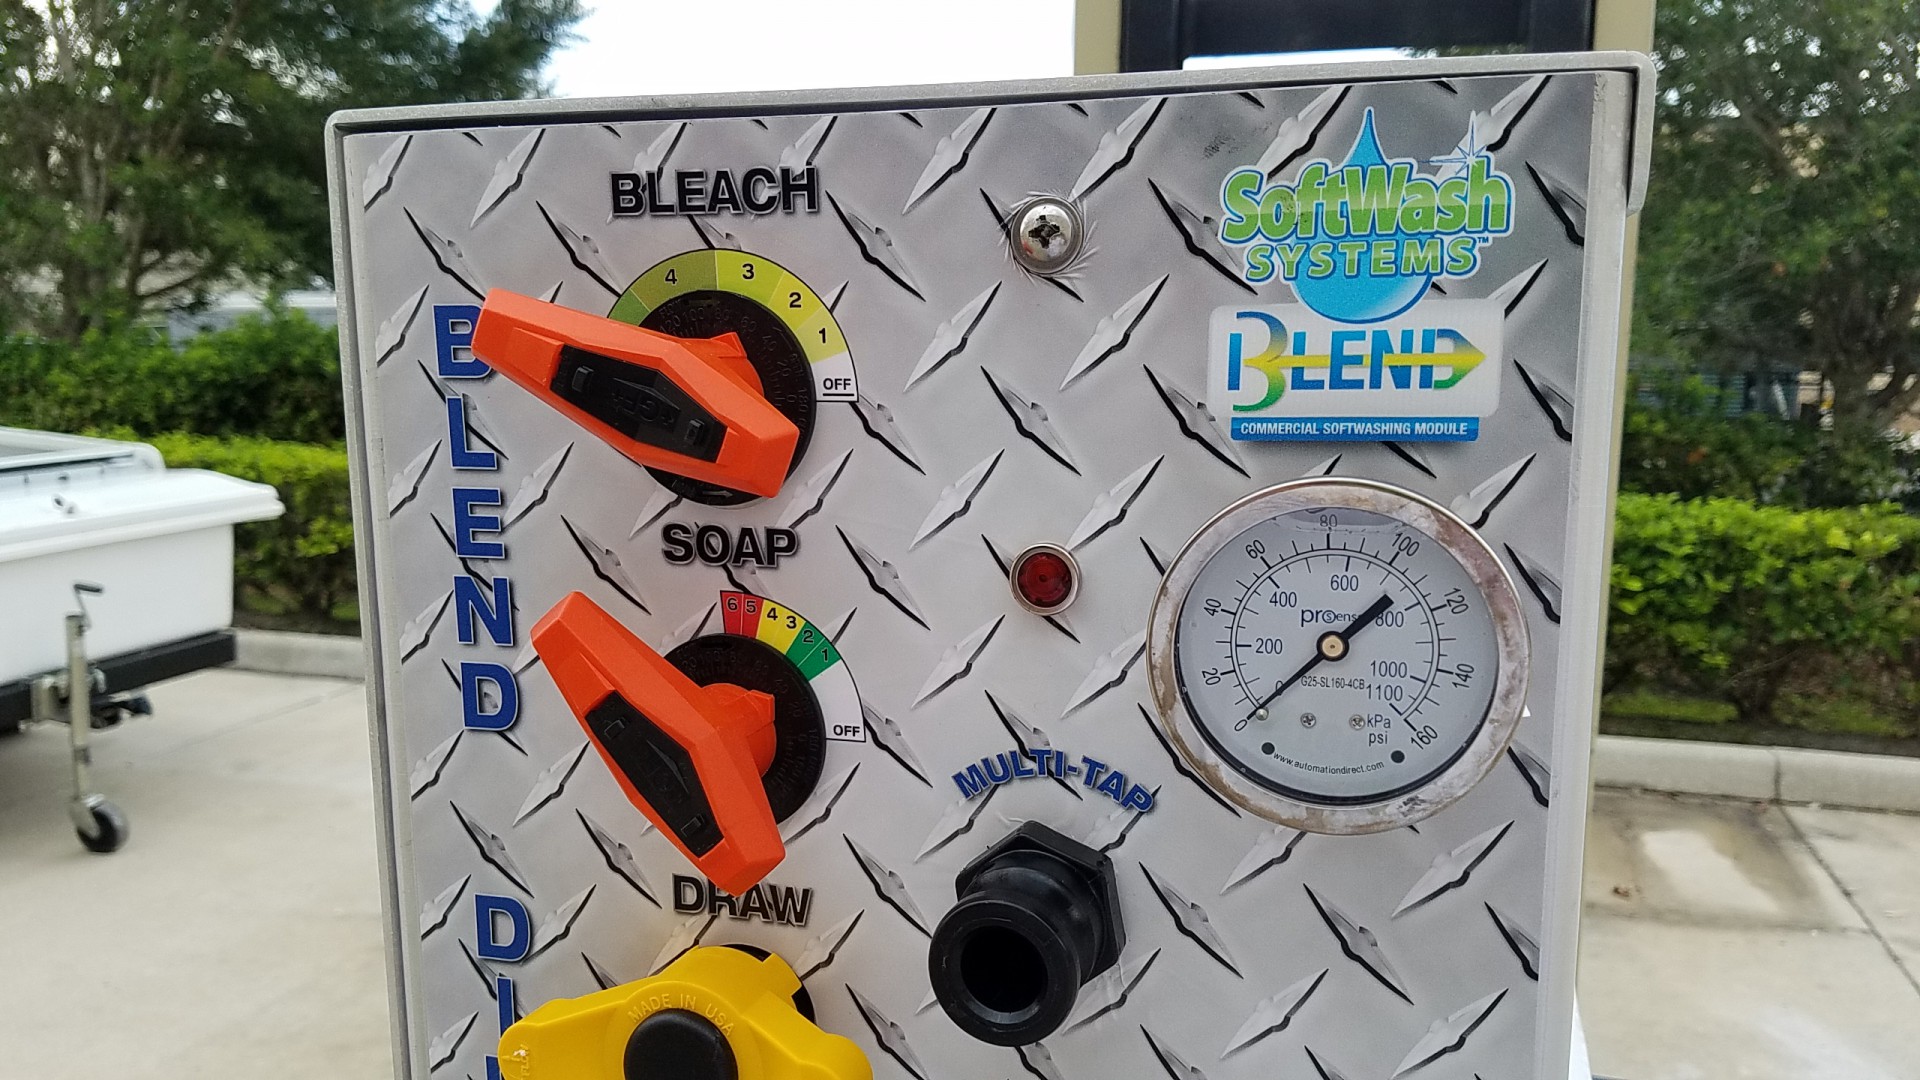 BLEACH
4 3 2 1
OFF
SoftWash
SYSTEMS™
BLEND
COMMERCIAL SOFTWASHING MODULE
BLEND
SOAP
6 5 4 3 2 1
OFF
0 20 40 60 80 100 120 140 160
0 200 400 600 800 1000 1100
G25-SL160-4CB
kPa
psi
www.automationdirect.com
MULTI-TAP
DRAW
MADE IN USA